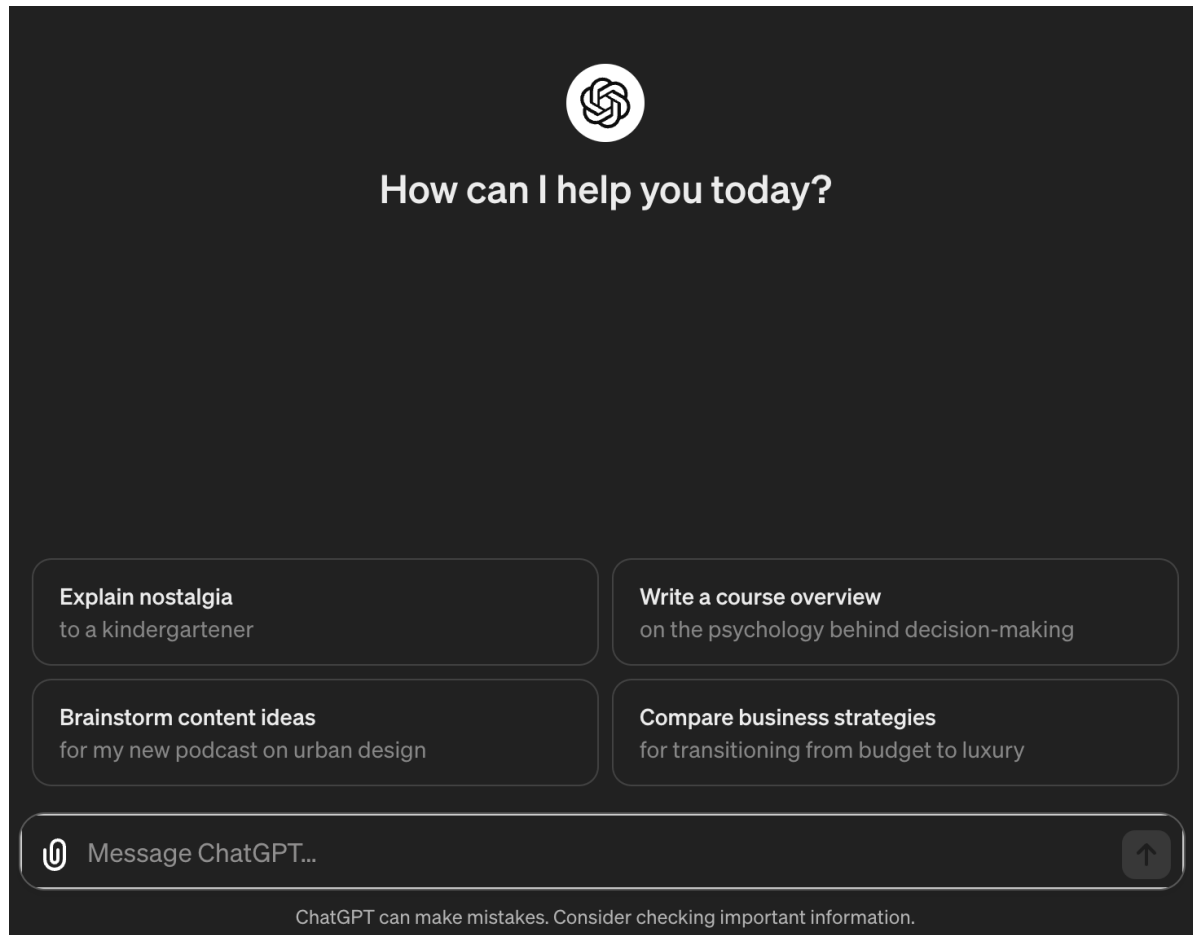 How can I help you today?
Explain nostalgia
to a kindergartener
Write a course overview
on the psychology behind decision-making
Brainstorm content ideas
for my new podcast on urban design
Compare business strategies
for transitioning from budget to luxury
Message ChatGPT...
ChatGPT can make mistakes. Consider checking important information.